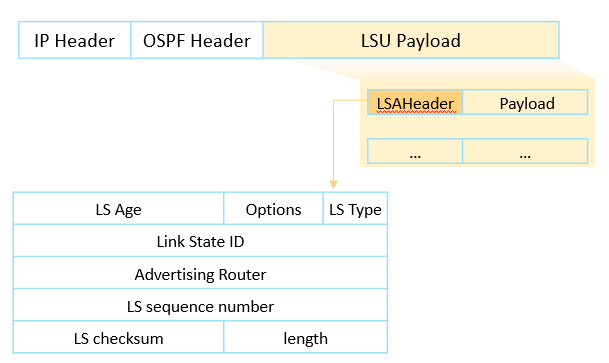 IP Header OSPF Header LSU Payload
LSAHeader Payload
... ...
LS Age Options LS Type
Link State ID
Advertising Router
LS sequence number
LS checksum length